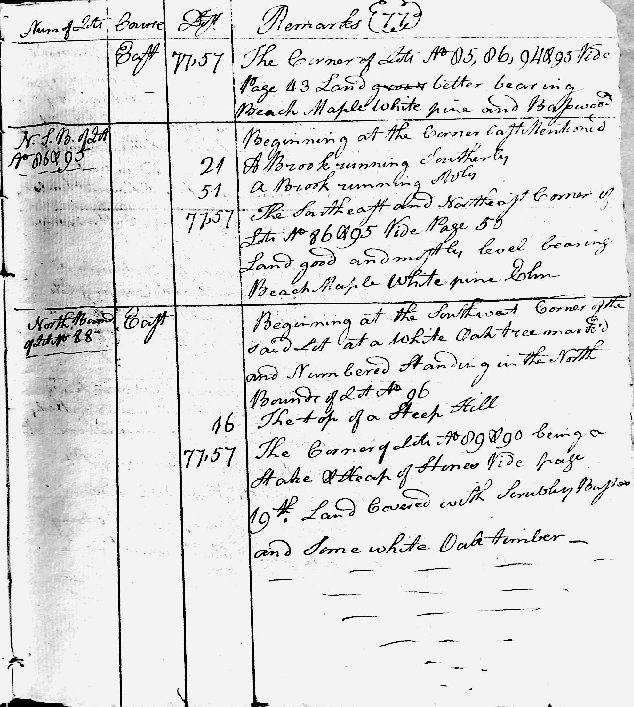 Num of Lots Course Dist Remarks (77)
East 77,57 The Corner of Lots No 85, 86, 94 & 95 Vide
Page 43 Land better bearing
Beach Maple White pine and Baswood
N. & B. of Lot
No 86 & 95
Beginning at the Corner last Mentioned
21 A Brook running Southerly
51 A Brook running
77,57 The Southeast and Northeast Corner of
Lots No 86 & 95 Vide Page 50
Land good and mostly level bearing
Beach Maple White pine Elm
North Bound
of Lot No 88
East Beginning at the Southwest Corner of the
said Lot at a White Oak tree marked
and Numbered Standing in the North
Bounds of Lot No 96
46 The top of a Steep Hill
77,57 The Corner of Lots No 89 & 90 being a
Stake & Heap of Stones Vide page
19th. Land Covered with Scrubby Bushes
and Some white Oak timber —